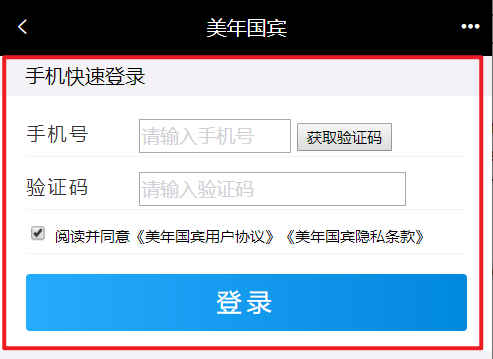 美年国宾
手机快速登录
手机号 请输入手机号 获取验证码
验证码 请输入验证码
阅读并同意《美年国宾用户协议》《美年国宾隐私条款》
登录